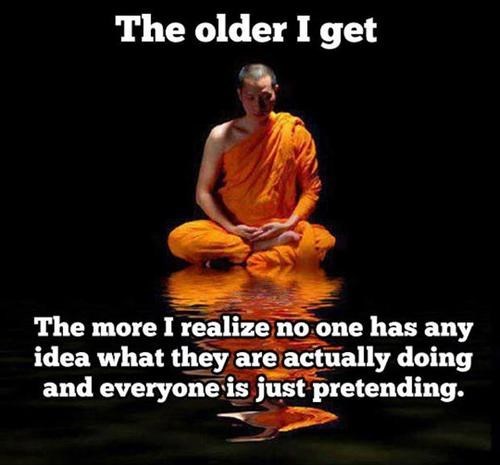 The older I get
The more I realize no one has any
idea what they are actually doing
and everyone is just pretending.